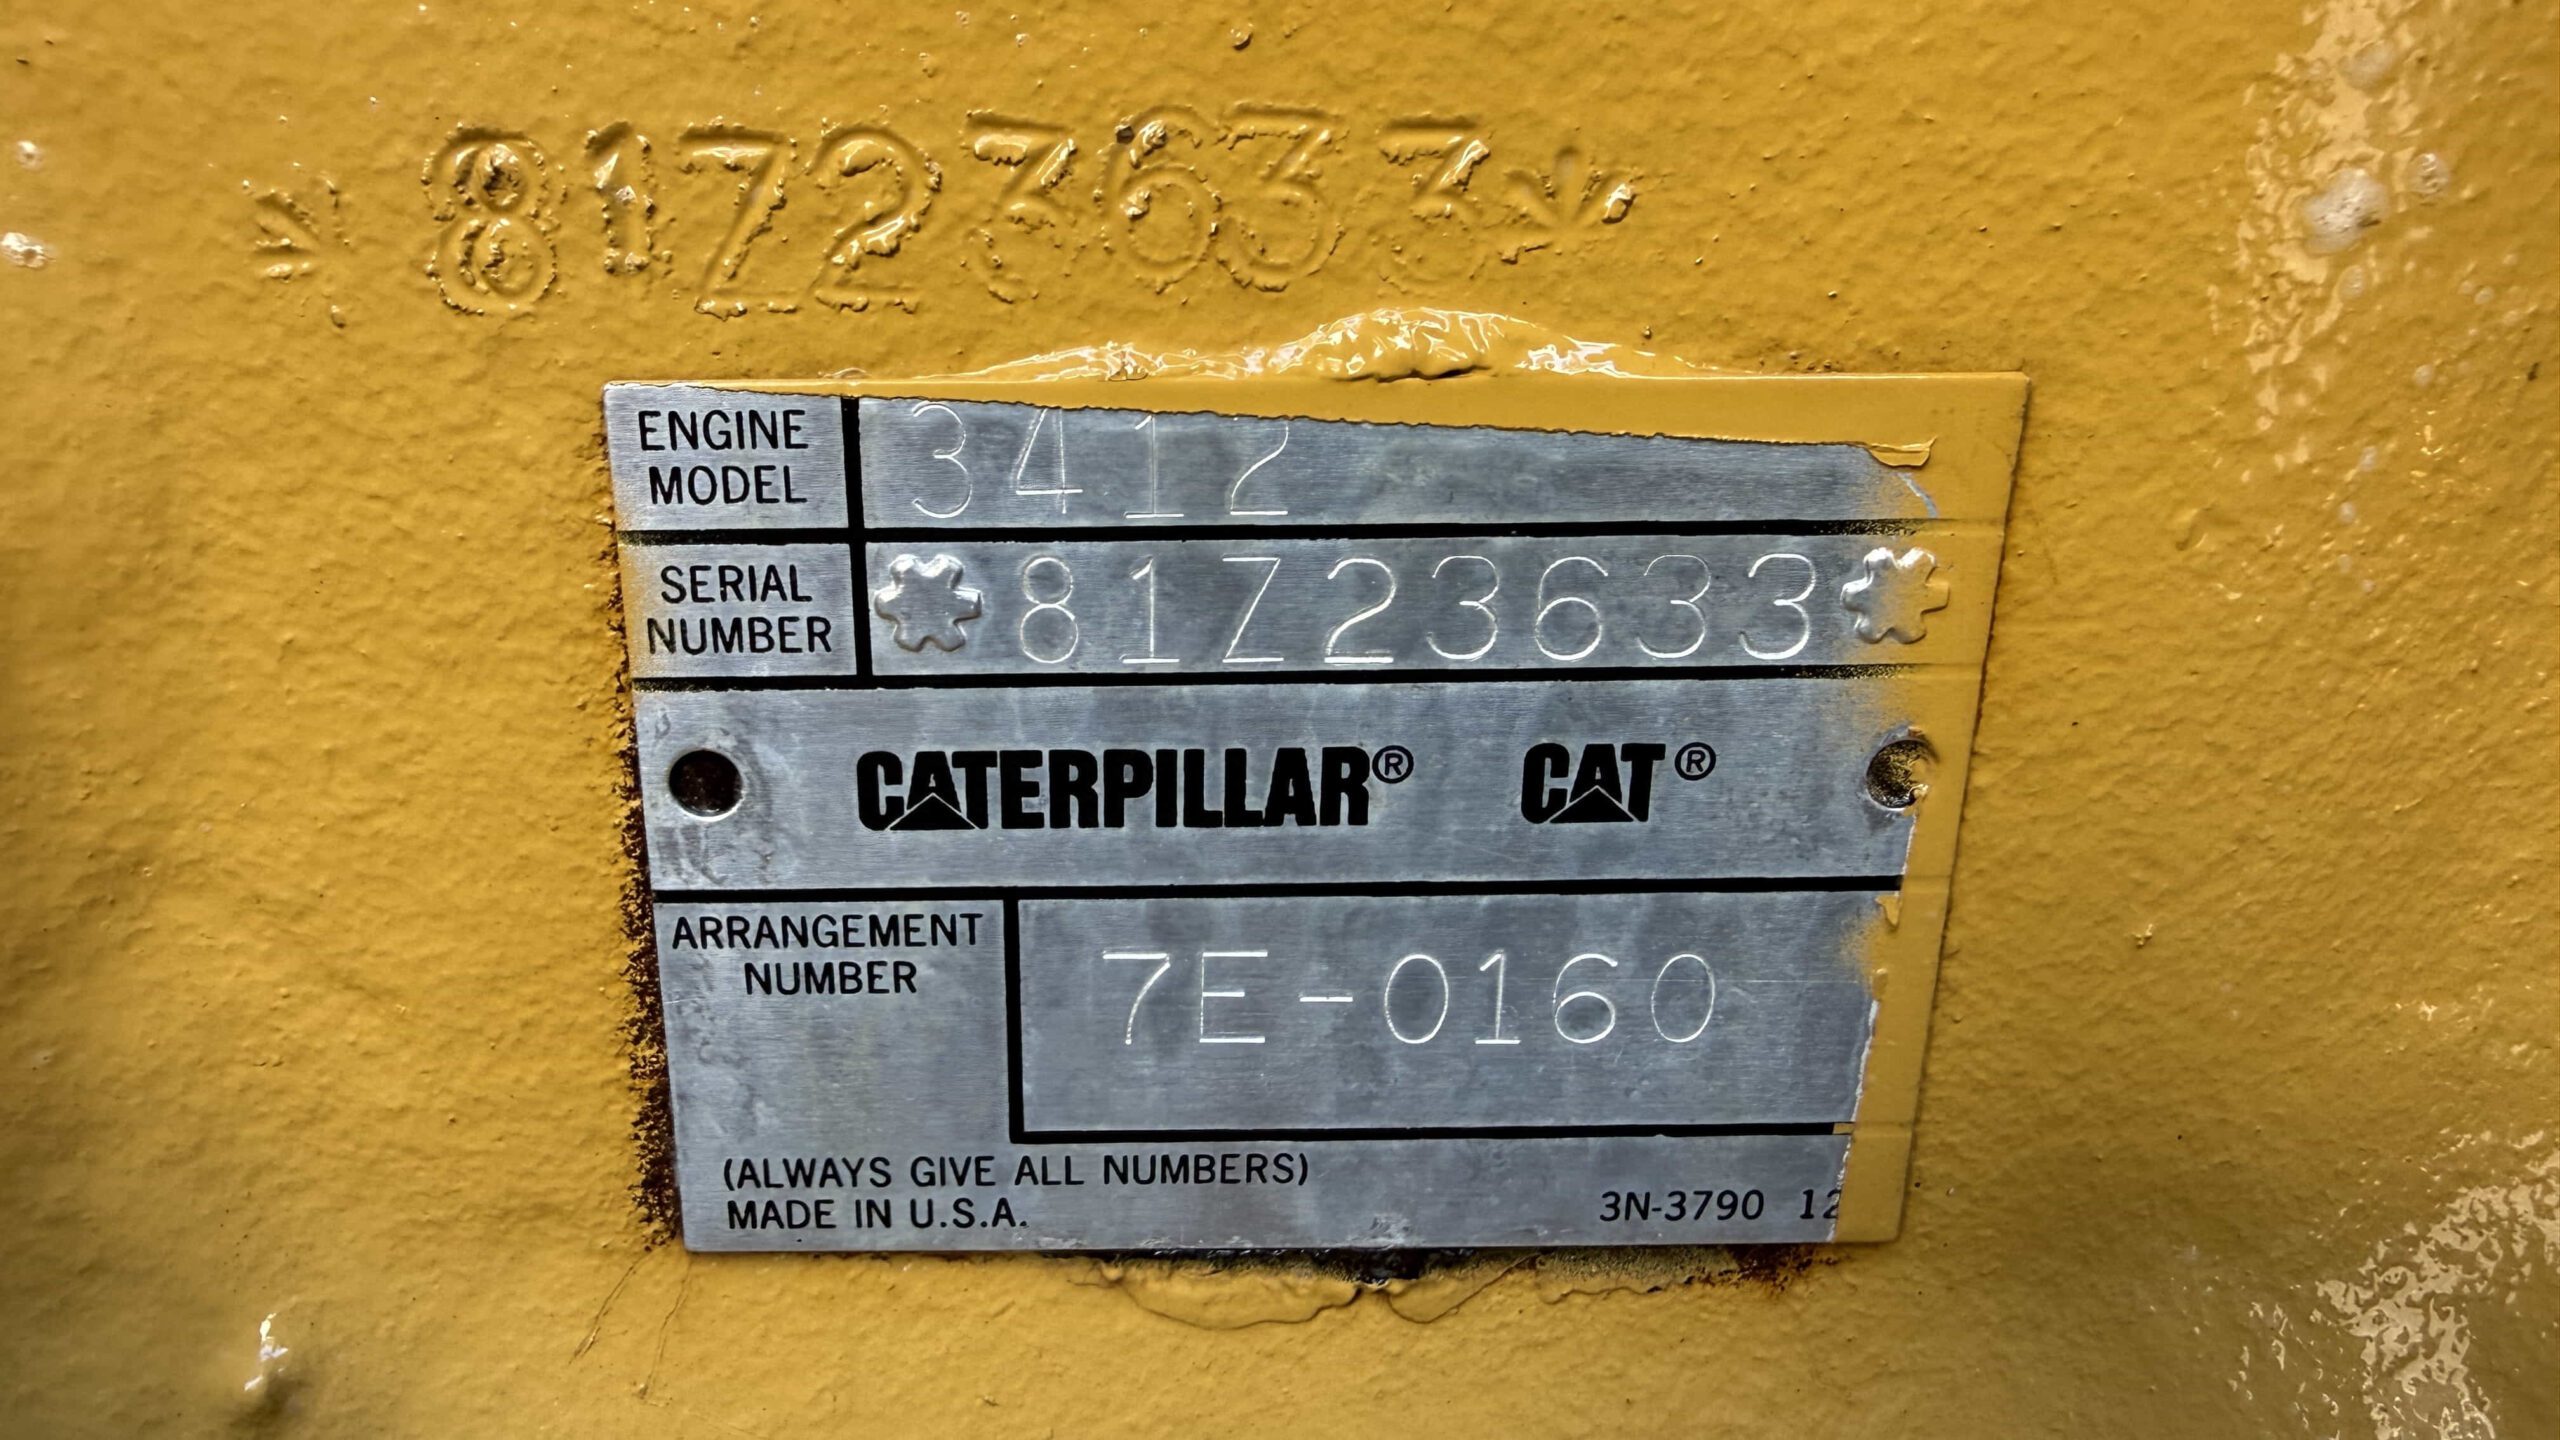 *81Z23633*
ENGINE MODEL 3412
SERIAL NUMBER *81Z23633*
CATERPILLAR® CAT®
ARRANGEMENT NUMBER 7E-0160
(ALWAYS GIVE ALL NUMBERS)
MADE IN U.S.A. 3N-3790 12